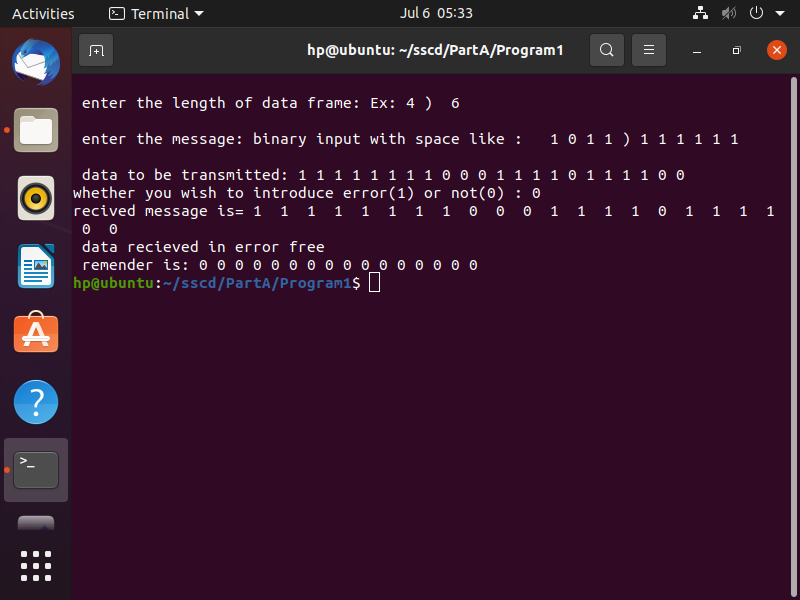 Activities
Terminal
Jul 6 05:33
hp@ubuntu: ~/sscd/PartA/Program1
enter the length of data frame: Ex: 4 ) 6
enter the message: binary input with space like : 1 0 1 1 ) 1 1 1 1 1 1
data to be transmitted: 1 1 1 1 1 1 1 1 0 0 0 1 1 1 1 0 1 1 1 1 0 0
whether you wish to introduce error(1) or not(0) : 0
recived message is= 1 1 1 1 1 1 1 1 0 0 0 1 1 1 1 0 1 1 1 1
0 0
data recieved in error free
remender is: 0 0 0 0 0 0 0 0 0 0 0 0 0 0 0 0
hp@ubuntu:~/sscd/PartA/Program1$